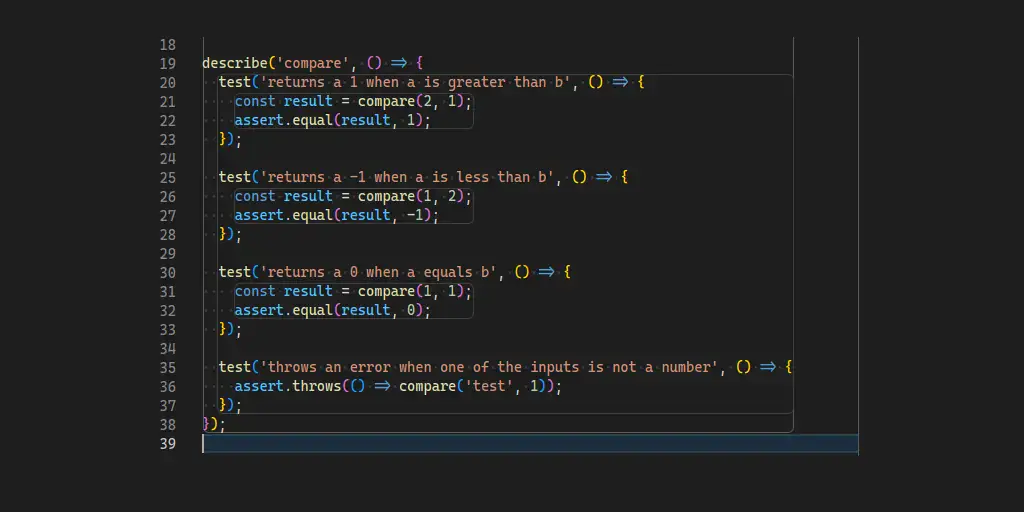 18
19 describe('compare', () => {
20   test('returns a 1 when a is greater than b', () => {
21     const result = compare(2, 1);
22     assert.equal(result, 1);
23   });
24
25   test('returns a -1 when a is less than b', () => {
26     const result = compare(1, 2);
27     assert.equal(result, -1);
28   });
29
30   test('returns a 0 when a equals b', () => {
31     const result = compare(1, 1);
32     assert.equal(result, 0);
33   });
34
35   test('throws an error when one of the inputs is not a number', () => {
36     assert.throws(() => compare('test', 1));
37   });
38 });
39